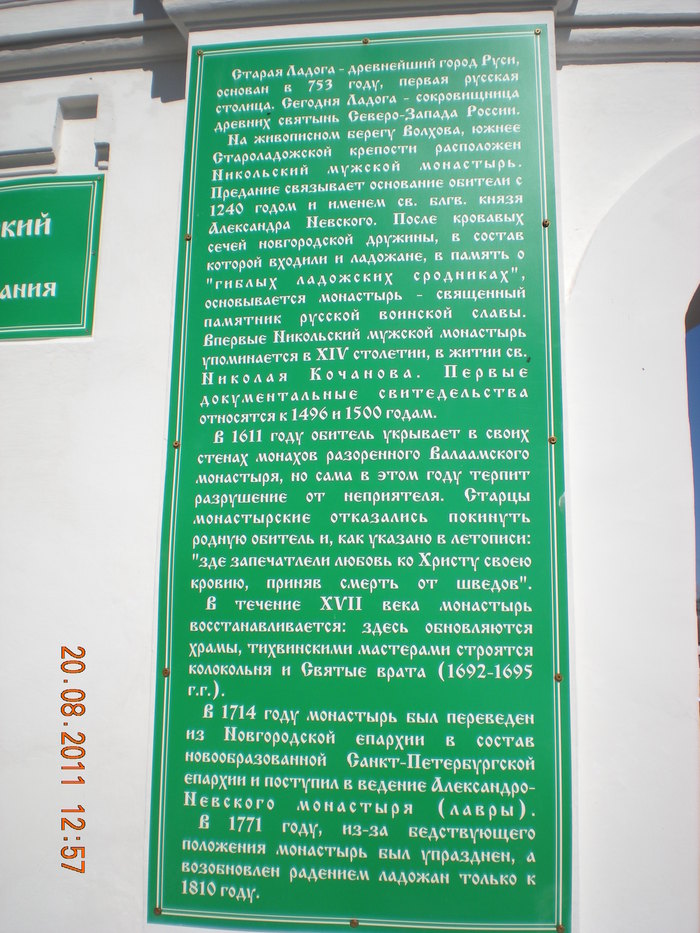 Старая Ладога - древнейший город Руси,
основан в 753 году, первая русская
столица. Сегодня Ладога - сокровищница
древних святынь Северо-Запада России.
На живописном берегу Волхова, южнее
Староладожской крепости расположен
Никольский мужской монастырь.
Предание связывает основание обители с
1240 годом и именем св. блгв. князя
Александра Невского. После кровавых
сечей новгородской дружины, в состав
которой входили и ладожане, в память о
"гиблых ладожских сродниках",
основывается монастырь - священный
памятник русской воинской славы.
Впервые Никольский мужской монастырь
упоминается в XIV столетии, в житии св.
Николая Кочанова. Первые
документальные свитедельства
относятся к 1496 и 1500 годам.
В 1611 году обитель укрывает в своих
стенах монахов разоренного Валаамского
монастыря, но сама в этом году терпит
разрушение от неприятеля. Старцы
монастырские отказались покинуть
родную обитель и, как указано в летописи:
"зде запечатлели любовь ко Христу своею
кровию, приняв смерть от шведов".
В течение XVII века монастырь
восстанавливается: здесь обновляются
храмы, тихвинскими мастерами строятся
колокольня и Святые врата (1692-1695
г.г.).
В 1714 году монастырь был переведен
из Новгородской епархии в состав
новообразованной Санкт-Петербургской
епархии и поступил в ведение Александро-
Невского монастыря (лавры).
В 1771 году, из-за бедствующего
положения монастырь был упразднен, а
возобновлен радением ладожан только к
1810 году.
кий
ания
20.08.2011 12:57